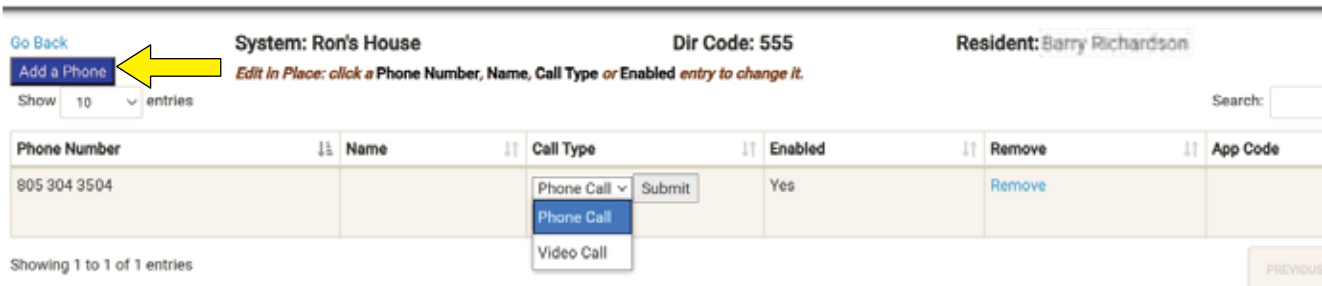 Go Back System: Ron's House Dir Code: 555 Resident: Barry Richardson
Add a Phone Edit in Place: click a Phone Number, Name, Call Type or Enabled entry to change it.
Show 10 entries Search:
Phone Number Name Call Type Enabled Remove App Code
805 304 3504 Phone Call Submit Yes Remove
Phone Call
Video Call
Showing 1 to 1 of 1 entries PREVIOUS